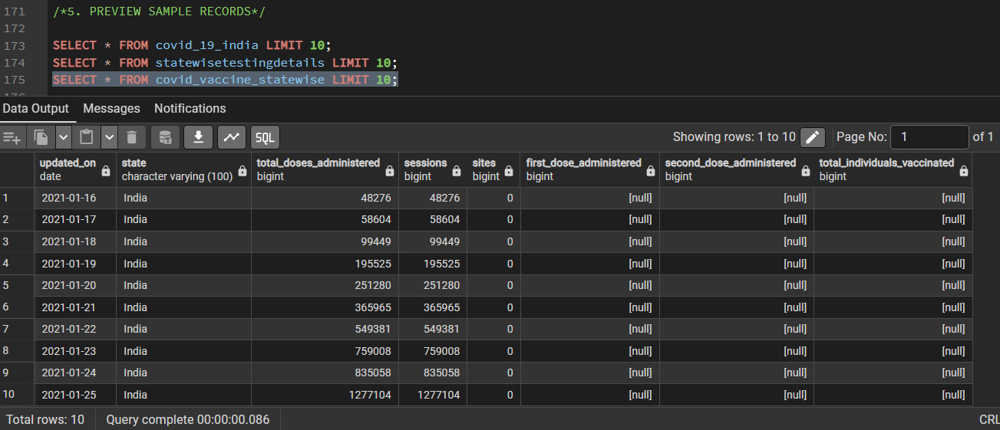 171 /*5. PREVIEW SAMPLE RECORDS*/
172
173 SELECT * FROM covid_19_india LIMIT 10;
174 SELECT * FROM statewisetestingdetails LIMIT 10;
175 SELECT * FROM covid_vaccine_statewise LIMIT 10;
Data Output Messages Notifications
SQL Showing rows: 1 to 10 Page No: 1 of 1
updated_on state total_doses_administered sessions sites first_dose_administered second_dose_administered total_individuals_vaccinated
date character varying (100) bigint bigint bigint bigint bigint bigint
1 2021-01-16 India 48276 48276 0 [null] [null] [null]
2 2021-01-17 India 58604 58604 0 [null] [null] [null]
3 2021-01-18 India 99449 99449 0 [null] [null] [null]
4 2021-01-19 India 195525 195525 0 [null] [null] [null]
5 2021-01-20 India 251280 251280 0 [null] [null] [null]
6 2021-01-21 India 365965 365965 0 [null] [null] [null]
7 2021-01-22 India 549381 549381 0 [null] [null] [null]
8 2021-01-23 India 759008 759008 0 [null] [null] [null]
9 2021-01-24 India 835058 835058 0 [null] [null] [null]
10 2021-01-25 India 1277104 1277104 0 [null] [null] [null]
Total rows: 10 Query complete 00:00:00.086 CRL